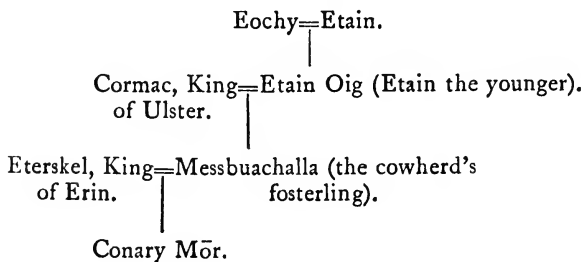 Eochy=Etain.
Cormac, King=Etain Oig (Etain the younger).
of Ulster.
Eterskel, King=Messbuachalla (the cowherd's
of Erin. fosterling).
Conary Mōr.